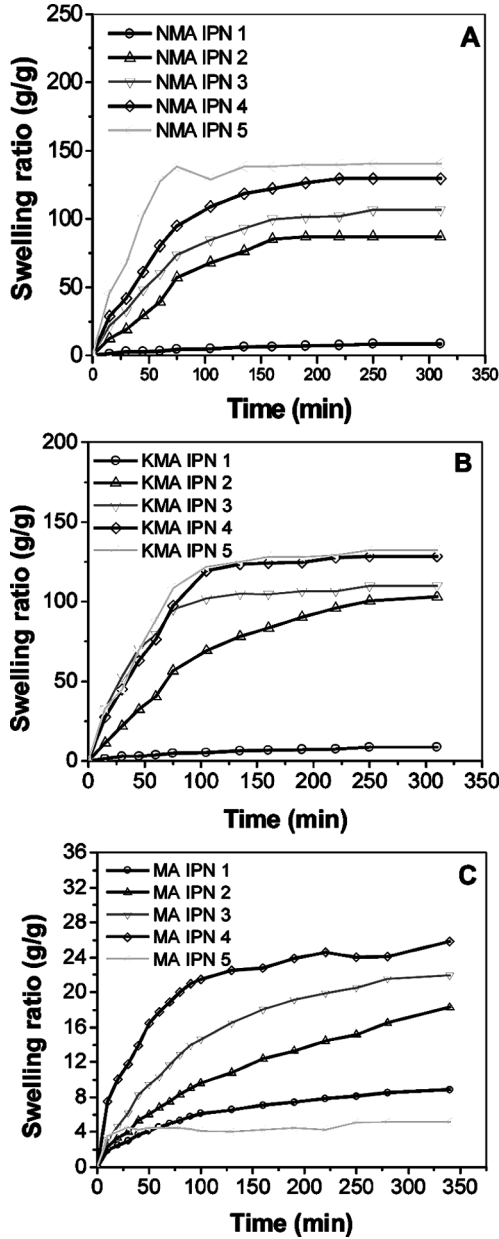 A
NMA IPN 1
NMA IPN 2
NMA IPN 3
NMA IPN 4
NMA IPN 5
Swelling ratio (g/g)
250
200
150
100
50
0
0 50 100 150 200 250 300 350
Time (min)
B
KMA IPN 1
KMA IPN 2
KMA IPN 3
KMA IPN 4
KMA IPN 5
Swelling ratio (g/g)
200
150
100
50
0
0 50 100 150 200 250 300 350
Time (min)
C
MA IPN 1
MA IPN 2
MA IPN 3
MA IPN 4
MA IPN 5
Swelling ratio (g/g)
36
32
28
24
20
16
12
8
4
0
0 50 100 150 200 250 300 350
Time (min)